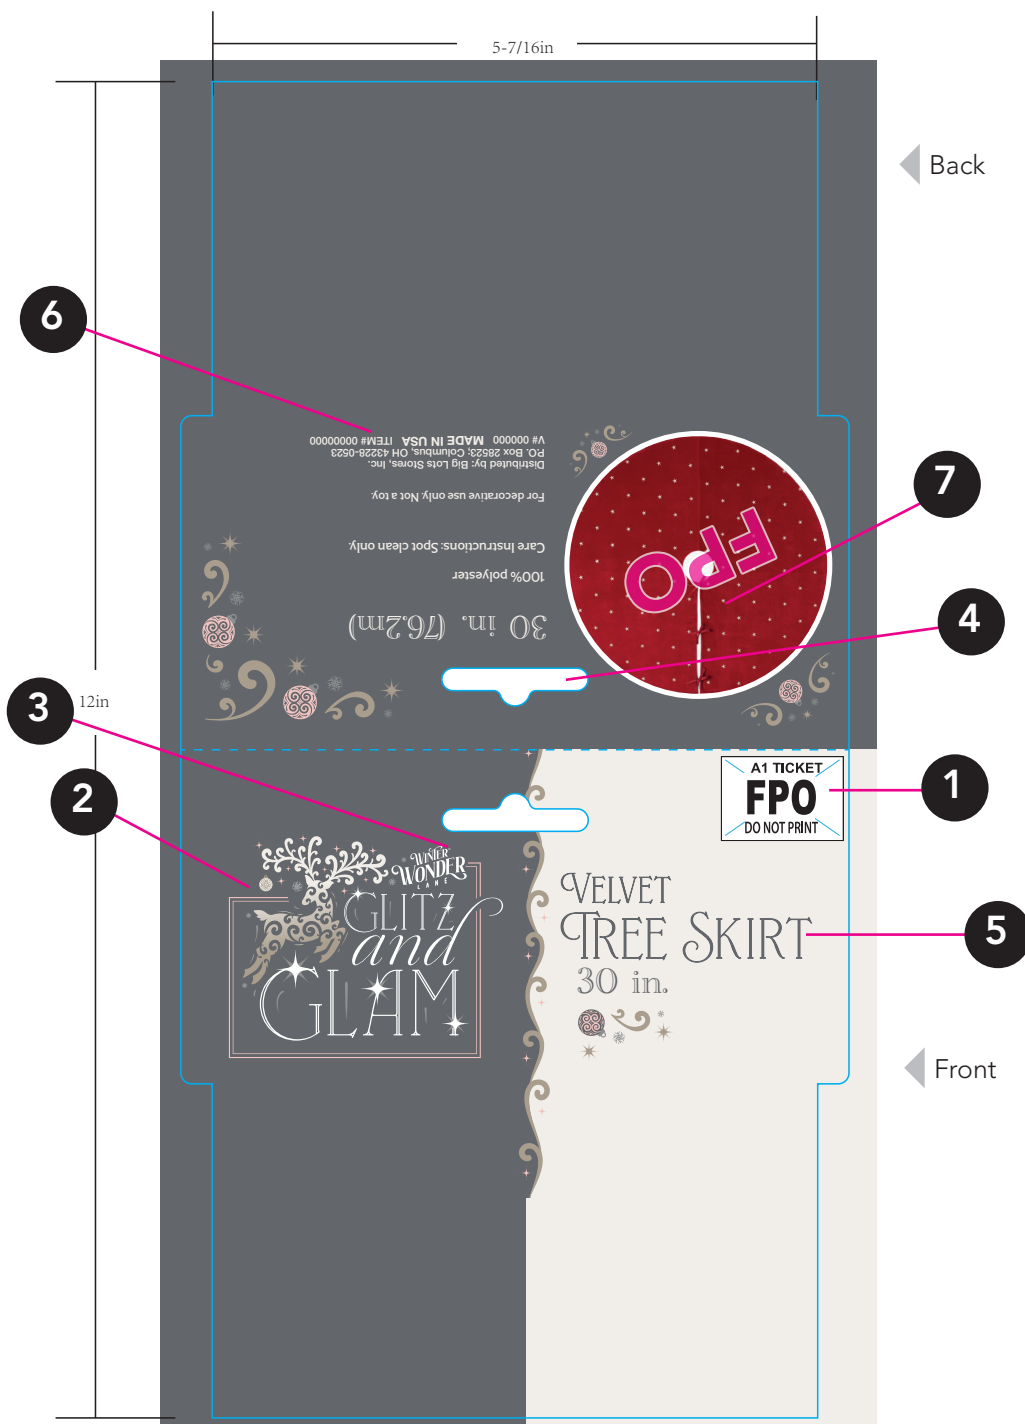 5-7/16in
Back
6
V# 000000 MADE IN USA ITEM# 00000000
P.O. Box 28523; Columbus, OH 43228-0523
Distributed by: Big Lots Stores, Inc.
For decorative use only. Not a toy.
7
Care Instructions: Spot clean only.
100% polyester
30 in. (76.2m)
FPO
4
3
12in
2
A1 TICKET
FPO
DO NOT PRINT
1
WINTER
WONDER
LANE
GLITZ
and
GLAM
VELVET
TREE SKIRT
30 in.
5
Front